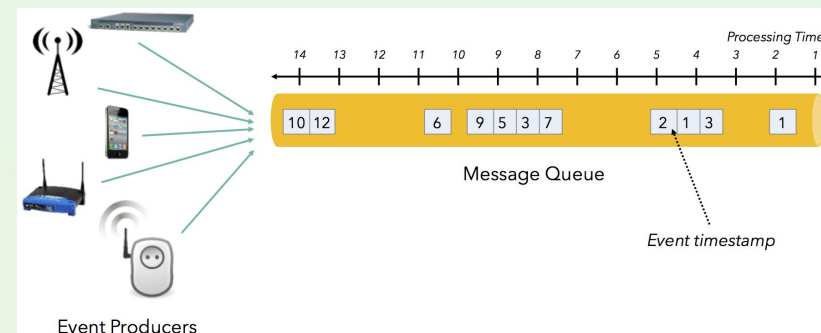 Processing Time
14 13 12 11 10 9 8 7 6 5 4 3 2 1
10 12 6 9 5 3 7 2 1 3 1
Message Queue
Event timestamp
Event Producers